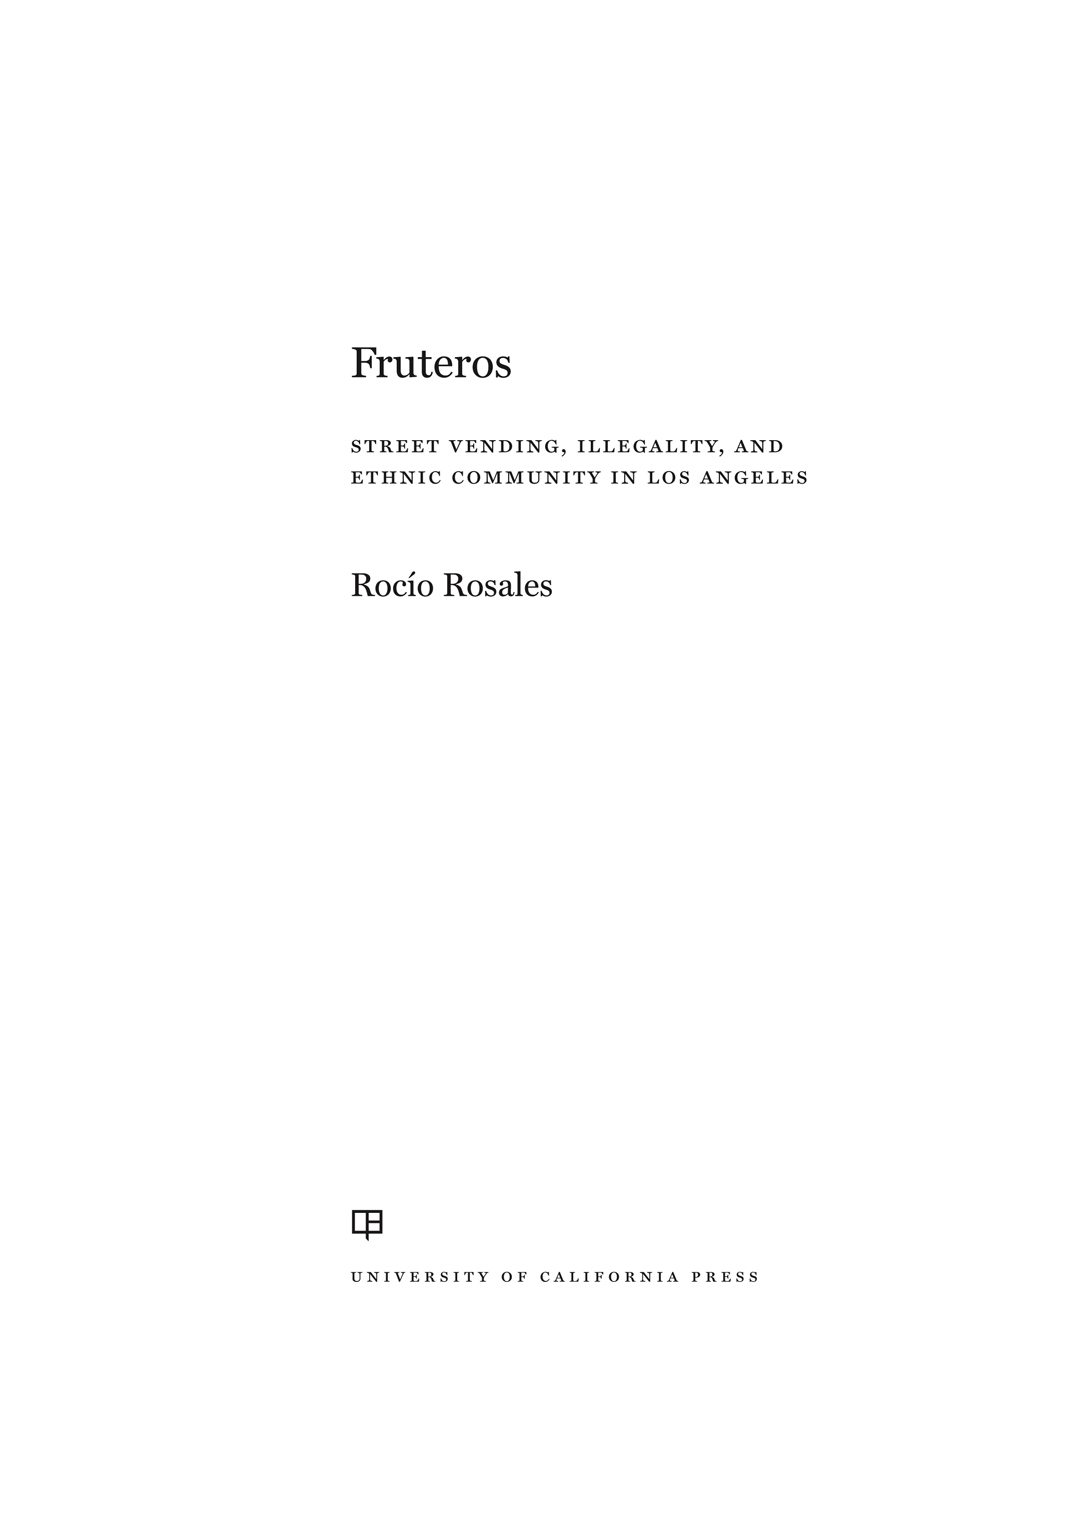 Fruteros
STREET VENDING, ILLEGALITY, AND
ETHNIC COMMUNITY IN LOS ANGELES
Rocío Rosales
UNIVERSITY OF CALIFORNIA PRESS